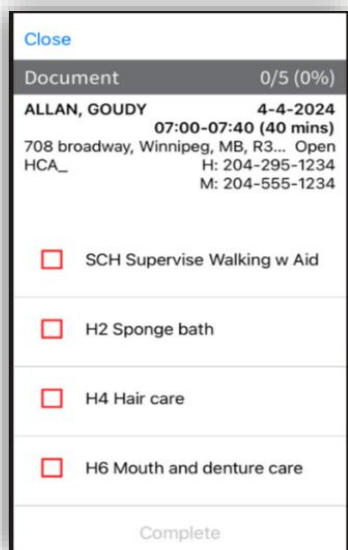 Close
Document 0/5 (0%)
ALLAN, GOUDY 4-4-2024
07:00-07:40 (40 mins)
708 broadway, Winnipeg, MB, R3... Open
HCA_ H: 204-295-1234
M: 204-555-1234
SCH Supervise Walking w Aid
H2 Sponge bath
H4 Hair care
H6 Mouth and denture care
Complete